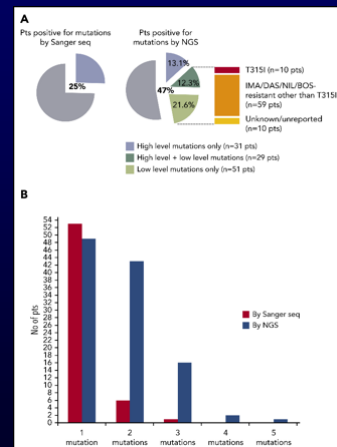 A
Pts positive for mutations
by Sanger seq
Pts positive for
mutations by NGS
25%
13.1%
12.3%
47%
21.6%
T315I (n=10 pts)
IMA/DAS/NIL/BOS-
resistant other than T315I
(n=59 pts)
Unknown/unreported
(n=10 pts)
High level mutations only (n=31 pts)
High level + low level mutations (n=29 pts)
Low level mutations only (n=51 pts)
B
No of pts
54
52
50
48
46
44
42
40
38
36
34
32
30
28
26
24
22
20
18
16
14
12
10
8
6
4
2
0
By Sanger seq
By NGS
1
mutation
2
mutations
3
mutations
4
mutations
5
mutations